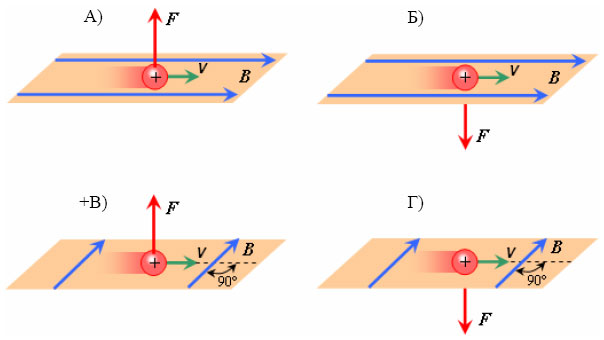 А) Б)
F
V V
B B
F
+В) Г)
F
V B V B
90° 90°
F
+ + + +